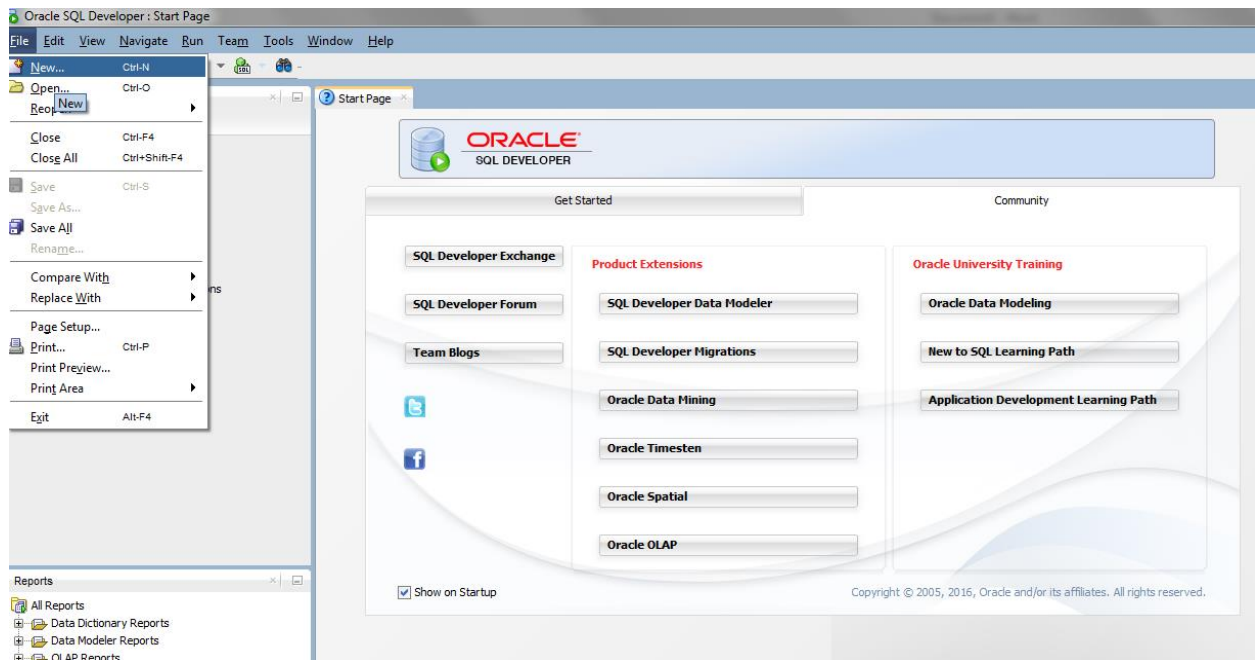 Oracle SQL Developer : Start Page
File Edit View Navigate Run Team Tools Window Help
New... Ctrl-N
Open... Ctrl-O
New
Close Ctrl-F4
Close All Ctrl+Shift-F4
Save Ctrl-S
Save As...
Save All
Rename...
Compare With
Replace With
Page Setup...
Print... Ctrl-P
Print Preview...
Print Area
Exit Alt-F4
Start Page
ORACLE
SQL DEVELOPER
Get Started
Community
SQL Developer Exchange
SQL Developer Forum
Team Blogs
Product Extensions
SQL Developer Data Modeler
SQL Developer Migrations
Oracle Data Mining
Oracle Timesten
Oracle Spatial
Oracle OLAP
Oracle University Training
Oracle Data Modeling
New to SQL Learning Path
Application Development Learning Path
Show on Startup
Copyright © 2005, 2016, Oracle and/or its affiliates. All rights reserved.
Reports
All Reports
Data Dictionary Reports
Data Modeler Reports
OLAP Reports